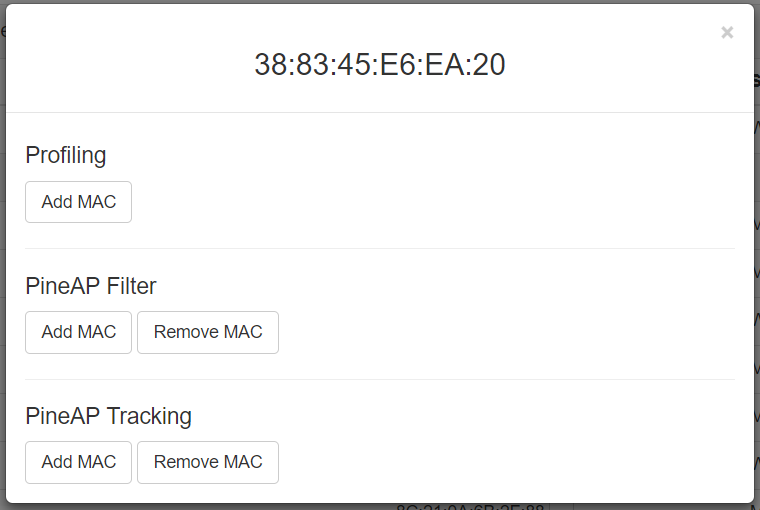 ×
38:83:45:E6:EA:20
Profiling
Add MAC
PineAP Filter
Add MAC Remove MAC
PineAP Tracking
Add MAC Remove MAC